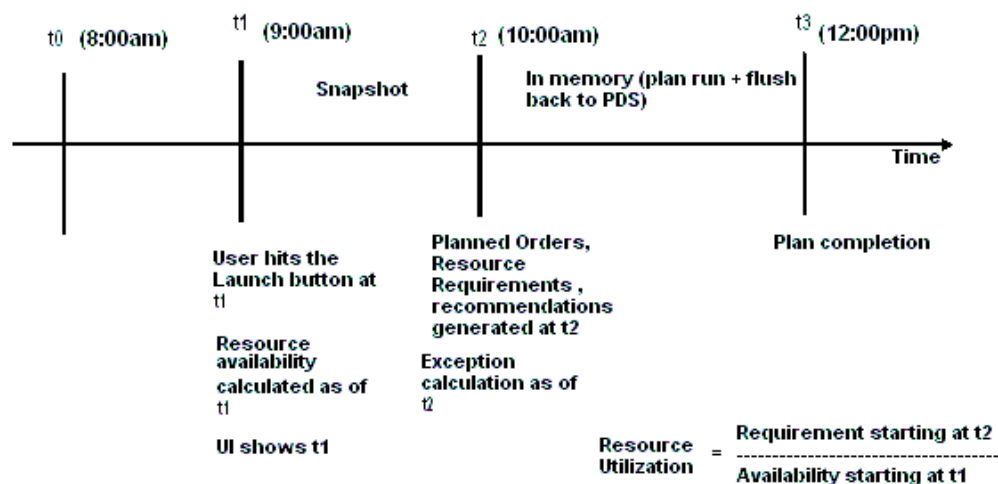 t0 (8:00am)
t1 (9:00am)
t2 (10:00am)
t3 (12:00pm)
Snapshot
In memory (plan run + flush
back to PDS)
Time
User hits the
Launch button at
t1
Resource
availability
calculated as of
t1
UI shows t1
Planned Orders,
Resource
Requirements ,
recommendations
generated at t2
Exception
calculation as of
t2
Plan completion
Resource
Utilization
=
Requirement starting at t2
-----------------------------------
Availability starting at t1